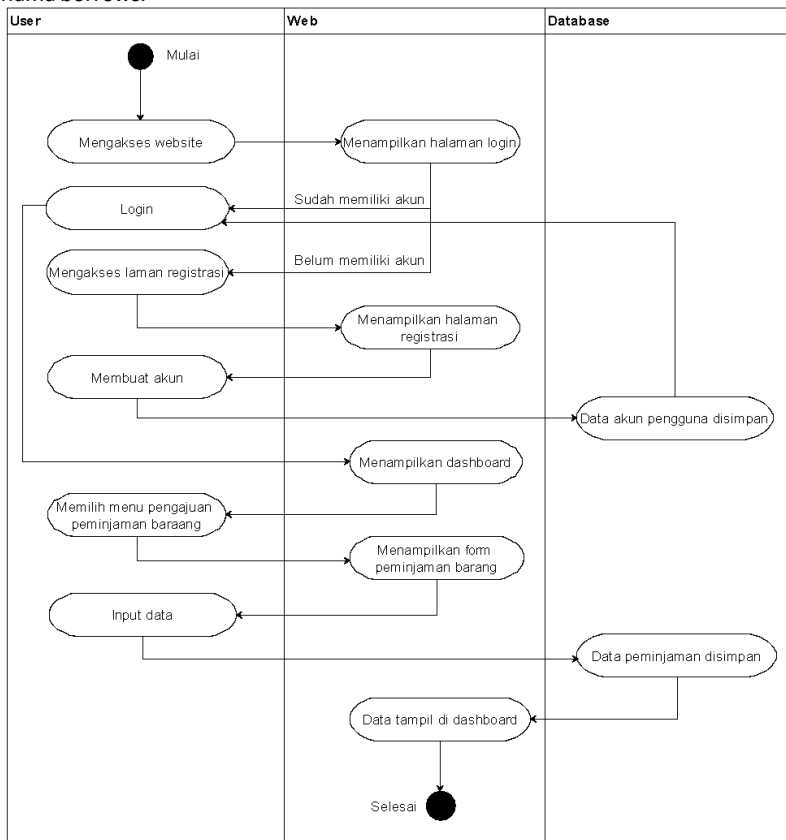 User Web Database
Mulai
Mengakses website
Menampilkan halaman login
Sudah memiliki akun
Login
Belum memiliki akun
Mengakses laman registrasi
Menampilkan halaman
registrasi
Membuat akun
Data akun pengguna disimpan
Menampilkan dashboard
Memilih menu pengajuan
peminjaman baraang
Menampilkan form
peminjaman barang
Input data
Data peminjaman disimpan
Data tampil di dashboard
Selesai